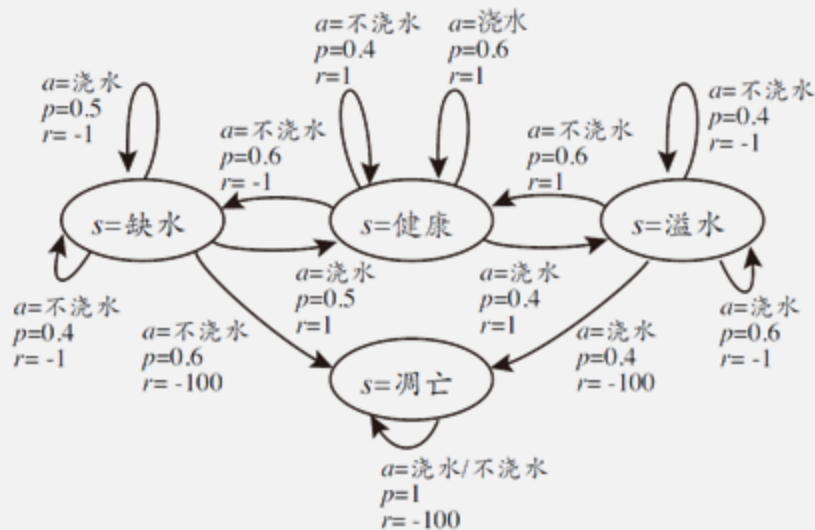 a=不浇水
p=0.4
r=1
a=浇水
p=0.6
r=1
a=浇水
p=0.5
r= -1
a=不浇水
p=0.4
r= -1
a=不浇水
p=0.6
r= -1
a=不浇水
p=0.6
r=1
s=缺水
s=健康
s=溢水
a=不浇水
p=0.4
r= -1
a=不浇水
p=0.6
r= -100
a=浇水
p=0.5
r=1
a=浇水
p=0.4
r=1
a=浇水
p=0.4
r= -100
a=浇水
p=0.6
r= -1
s=凋亡
a=浇水/不浇水
p=1
r= -100